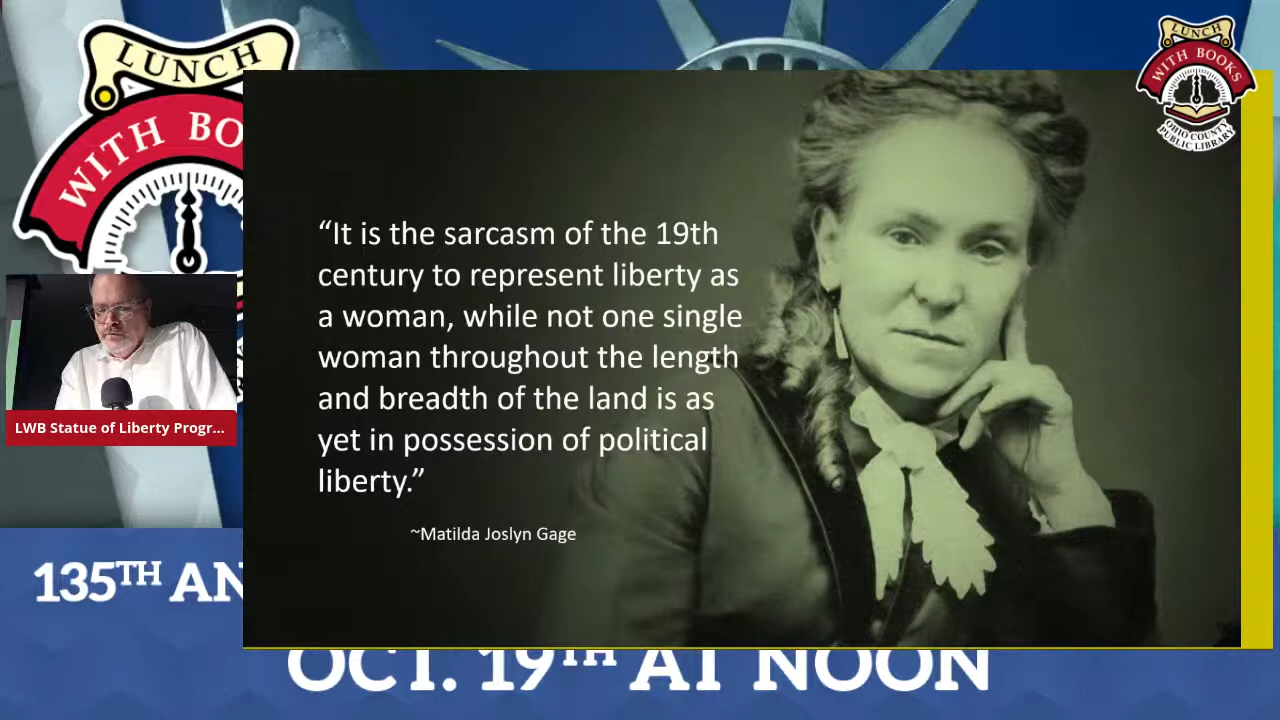 LUNCH
WITH BO
LUNCH
WITH BOOKS
OHIO COUNTY
PUBLIC LIBRARY
“It is the sarcasm of the 19th
century to represent liberty as
a woman, while not one single
woman throughout the length
and breadth of the land is as
yet in possession of political
liberty.”
~Matilda Joslyn Gage
LWB Statue of Liberty Progr...
135TH AN
OCT. 19TH AT NOON